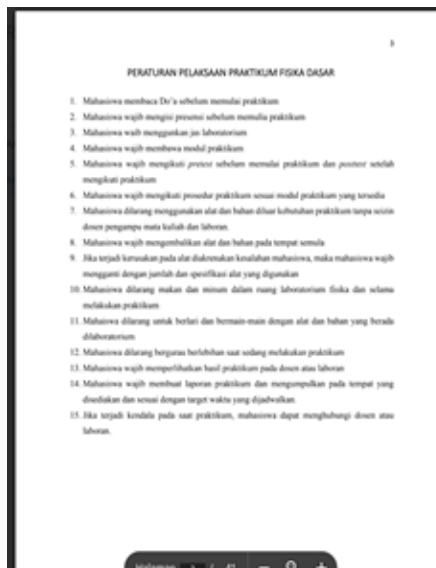 3
PERATURAN PELAKSAAN PRAKTIKUM FISIKA DASAR
1. Mahasiswa membaca Do'a sebelum memulai praktikum
2. Mahasiswa wajib mengisi presensi sebelum memulia praktikum
3. Mahasiswa waib menggunkan jas laboratorium
4. Mahasiswa wajib membawa modul praktikum
5. Mahasiswa wajib mengikuti pretest sebelum memulai praktikum dan posttest setelah
mengikuti praktikum
6. Mahasiswa wajib mengikuti prosedur praktikum sesuai modul praktikum yang tersedia
7. Mahasiswa dilarang menggunakan alat dan bahan diluar kebutuhan praktikum tanpa seizin
dosen pengampu mata kuliah dan laboran.
8. Mahasiswa wajib mengembalikan alat dan bahan pada tempat semula
9. Jika terjadi kerusakan pada alat diakrenakan kesalahan mahasiswa, maka mahasiswa wajib
mengganti dengan jumlah dan spesifikasi alat yang digunakan
10. Mahasiswa dilarang makan dan minum dalam ruang laboratorium fisika dan selama
melakukan praktikum
11. Mahaiswa dilarang untuk berlari dan bermain-main dengan alat dan bahan yang berada
dilaboratorium
12. Mahasiswa dilarang bergurau berlebihan saat sedang melakukan praktikum
13. Mahasiswa wajib memperlihatkan hasil praktikum pada dosen atau laboran
14. Mahasiswa wajib membuat laporan praktikum dan mengumpulkan pada tempat yang
disediakan dan sesuai dengan target waktu yang dijadwalkan.
15. Jika terjadi kendala pada saat praktikum, mahasiswa dapat menghubungi dosen atau
laboran.
Halaman